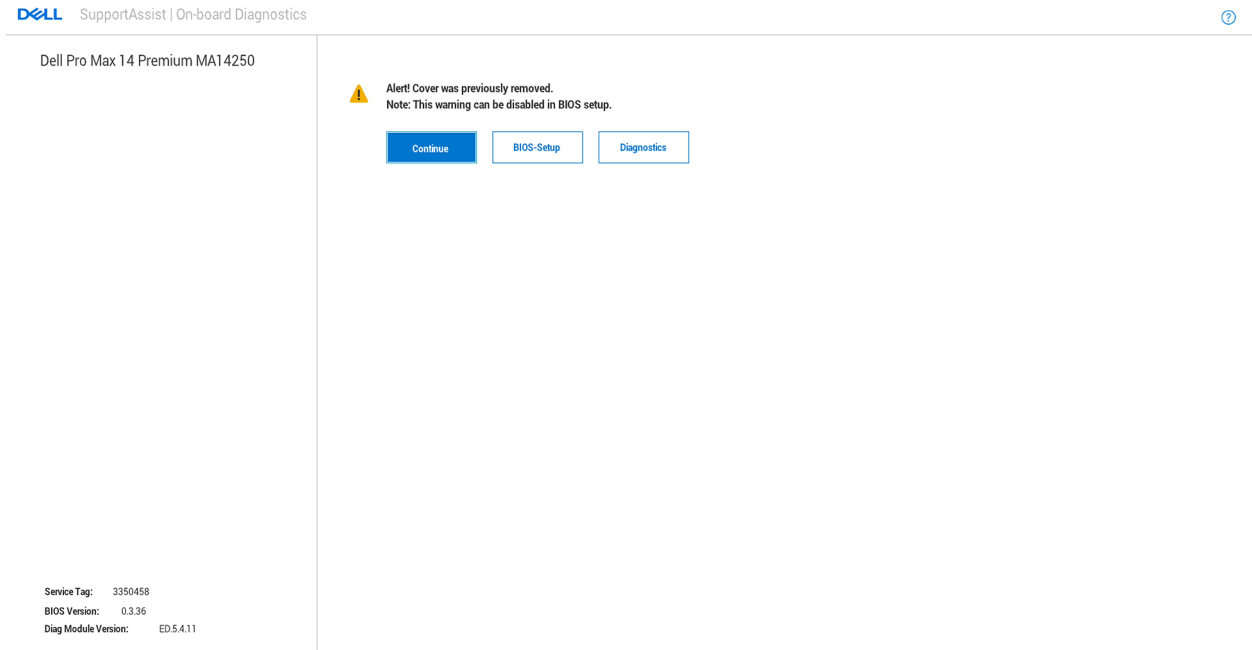 DELL SupportAssist | On-board Diagnostics
Dell Pro Max 14 Premium MA14250
Alert! Cover was previously removed.
Note: This warning can be disabled in BIOS setup.
Continue BIOS-Setup Diagnostics
Service Tag: 3350458
BIOS Version: 0.3.36
Diag Module Version: ED.5.4.11